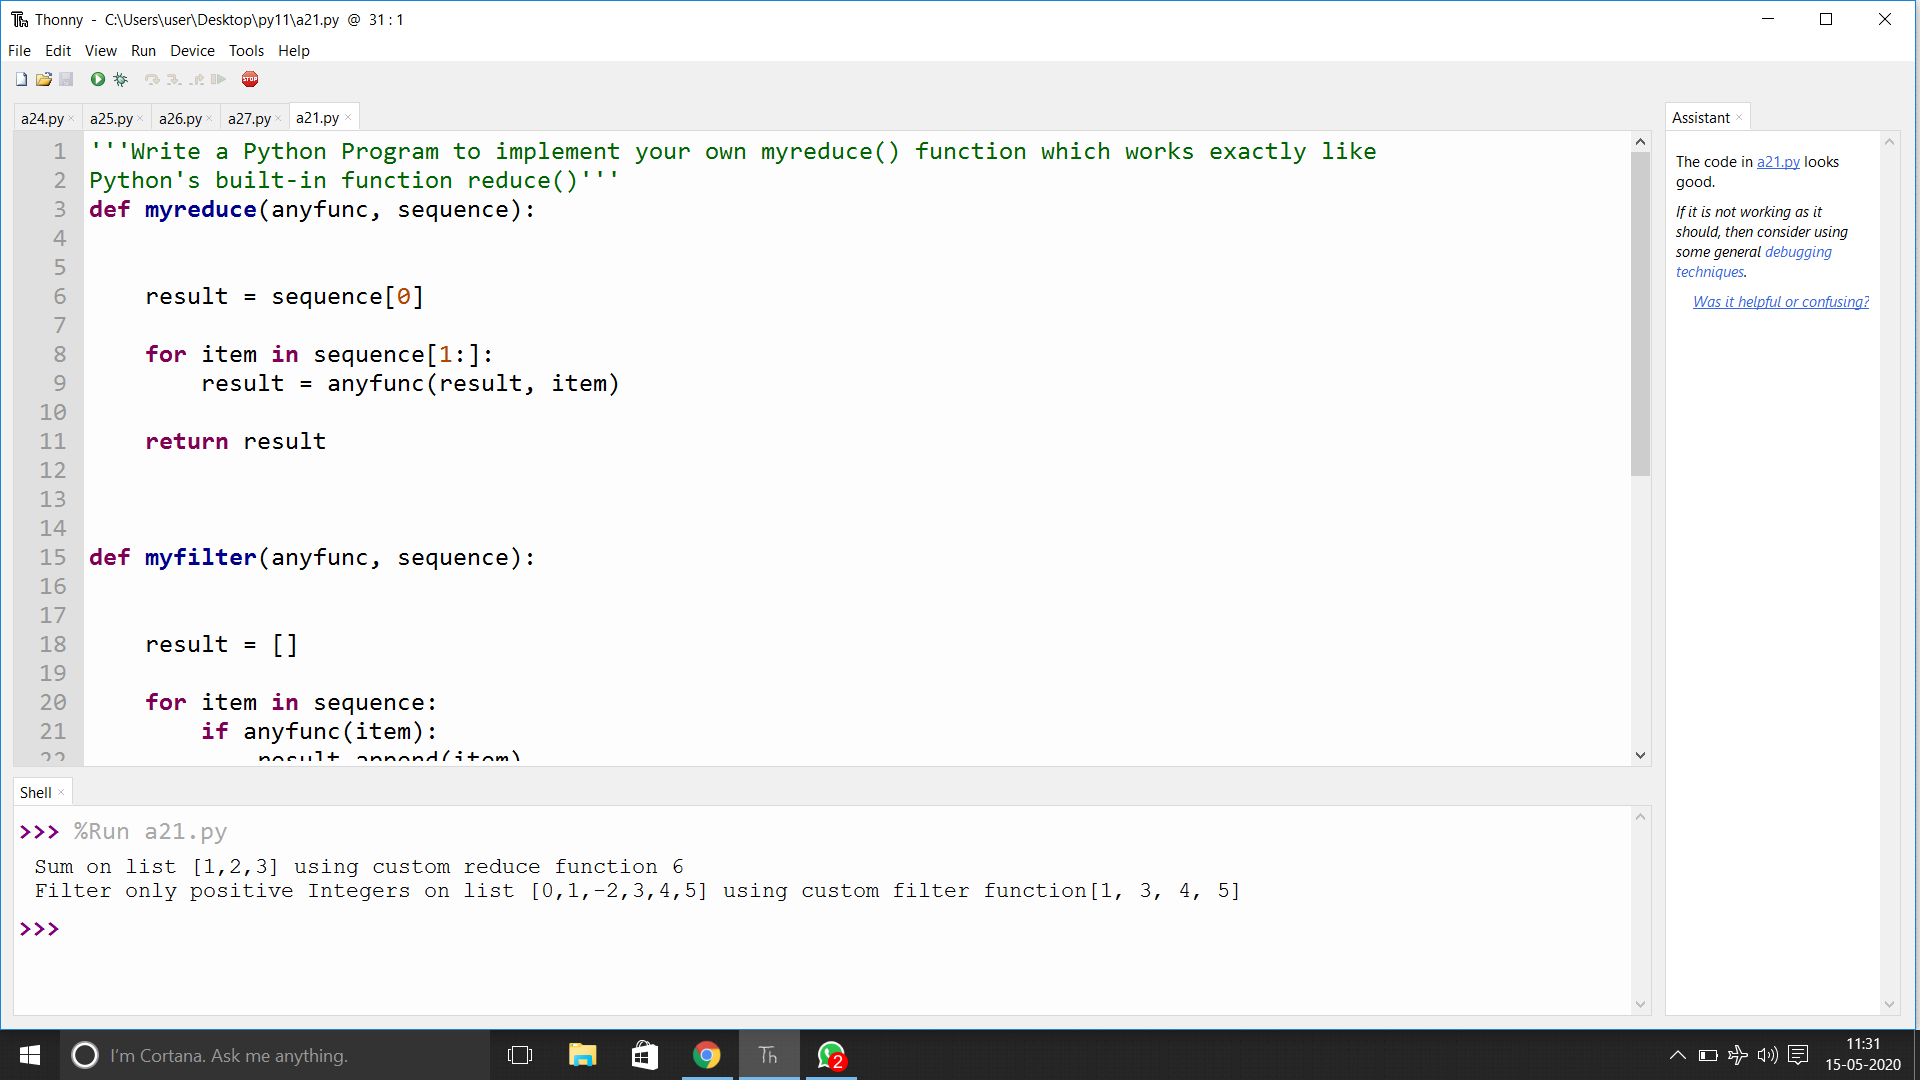 Thonny - C:\Users\user\Desktop\py11\a21.py @ 31 : 1
File Edit View Run Device Tools Help
STOP
a24.py × a25.py × a26.py × a27.py × a21.py ×
1 '''Write a Python Program to implement your own myreduce() function which works exactly like
2 Python's built-in function reduce()'''
3 def myreduce(anyfunc, sequence):
4
5
6     result = sequence[0]
7
8     for item in sequence[1:]:
9         result = anyfunc(result, item)
10
11     return result
12
13
14
15 def myfilter(anyfunc, sequence):
16
17
18     result = []
19
20     for item in sequence:
21         if anyfunc(item):
22             result.append(item)
Assistant ×
The code in a21.py looks
good.
If it is not working as it
should, then consider using
some general debugging
techniques.
Was it helpful or confusing?
Shell ×
>>> %Run a21.py
Sum on list [1,2,3] using custom reduce function 6
Filter only positive Integers on list [0,1,-2,3,4,5] using custom filter function[1, 3, 4, 5]
>>>
I'm Cortana. Ask me anything.
Th
2
11:31
15-05-2020